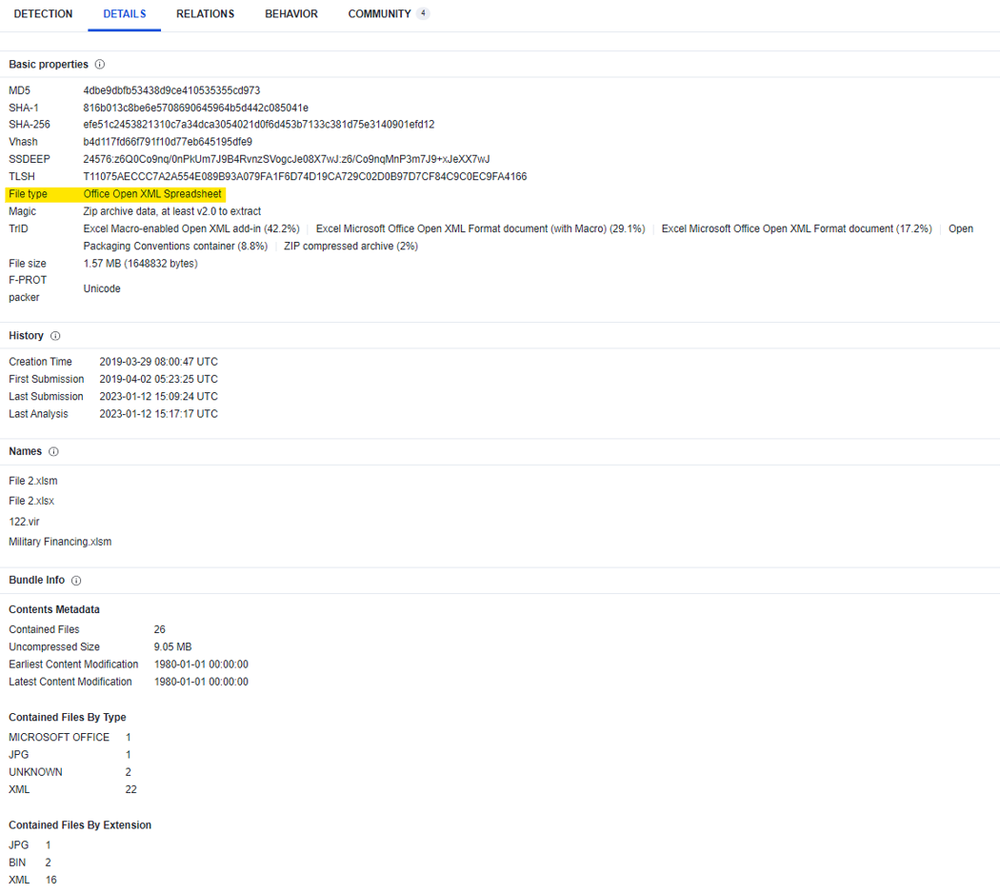 DETECTION DETAILS RELATIONS BEHAVIOR COMMUNITY 4
Basic properties
MD5 4dbe9dbfb53438d9ce410535355cd973
SHA-1 816b013c8be6e5708690645964b5d442c085041e
SHA-256 efe51c2453821310c7a34dca3054021d0f6d453b7133c381d75e3140901efd12
Vhash b4d117fd66f791f10d77eb645195dfe9
SSDEEP 24576:z6Q0Co9nq/0nPkUm7J9B4RvnzSVogcJe08X7wJ:z6/Co9nqMnP3m7J9+xJeXX7wJ
TLSH T11075AECCC7A2A554E089B93A079FA1F6D74D19CA729C02D0B97D7CF84C9C0EC9FA4166
File type Office Open XML Spreadsheet
Magic Zip archive data, at least v2.0 to extract
TrID Excel Macro-enabled Open XML add-in (42.2%) Excel Microsoft Office Open XML Format document (with Macro) (29.1%) Excel Microsoft Office Open XML Format document (17.2%) Open
Packaging Conventions container (8.8%) ZIP compressed archive (2%)
File size 1.57 MB (1648832 bytes)
F-PROT
packer Unicode
History
Creation Time 2019-03-29 08:00:47 UTC
First Submission 2019-04-02 05:23:25 UTC
Last Submission 2023-01-12 15:09:24 UTC
Last Analysis 2023-01-12 15:17:17 UTC
Names
File 2.xlsm
File 2.xlsx
122.vir
Military Financing.xlsm
Bundle Info
Contents Metadata
Contained Files 26
Uncompressed Size 9.05 MB
Earliest Content Modification 1980-01-01 00:00:00
Latest Content Modification 1980-01-01 00:00:00
Contained Files By Type
MICROSOFT OFFICE 1
JPG 1
UNKNOWN 2
XML 22
Contained Files By Extension
JPG 1
BIN 2
XML 16